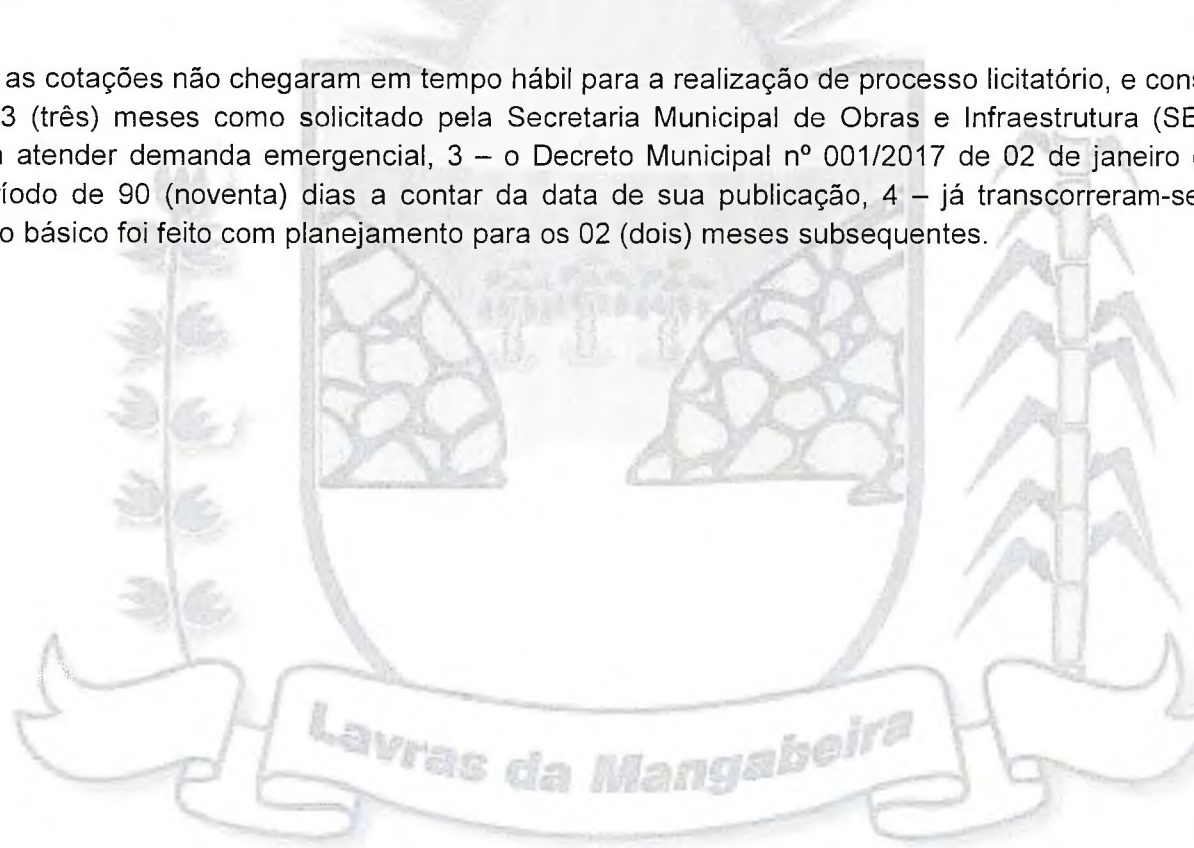 as cotações não chegaram em tempo hábil para a realização de processo licitatório, e
3 (três) meses como solicitado pela Secretaria Municipal de Obras e Infraestrutura
atender demanda emergencial, 3 – o Decreto Municipal nº 001/2017 de 02 de janeiro
de 90 (noventa) dias a contar da data de sua publicação, 4 – já transcorreram-se
básico foi feito com planejamento para os 02 (dois) meses subsequentes.
Lavras da Mangabeira